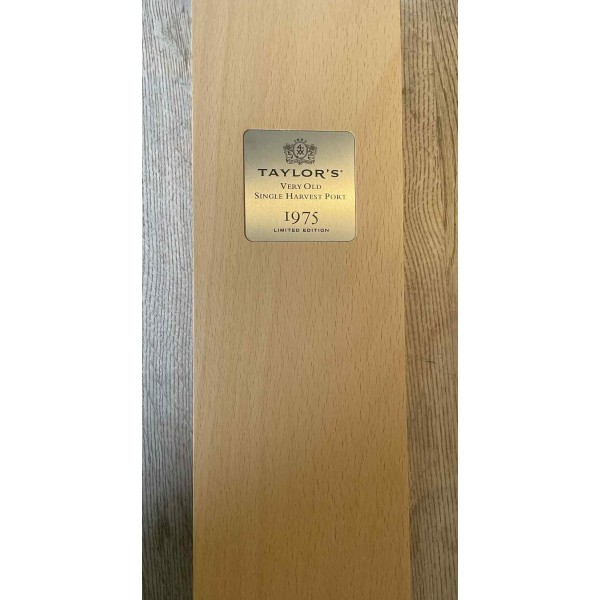 TAYLOR'S®
VERY OLD
SINGLE HARVEST PORT
1975
LIMITED EDITION